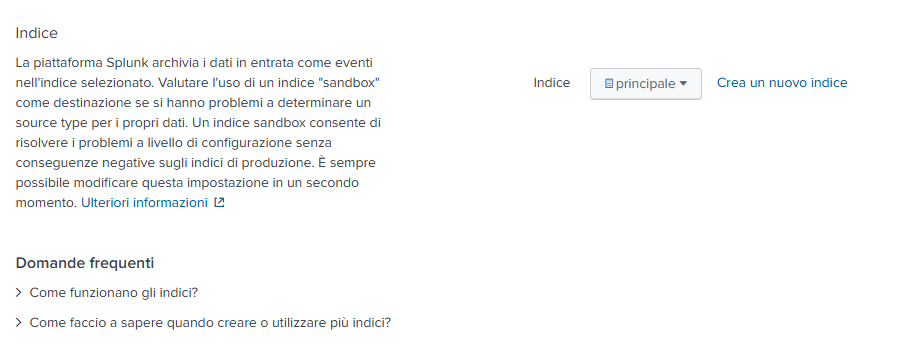 Indice
La piattaforma Splunk archivia i dati in entrata come eventi
nell'indice selezionato. Valutare l'uso di un indice "sandbox"
come destinazione se si hanno problemi a determinare un
source type per i propri dati. Un indice sandbox consente di
risolvere i problemi a livello di configurazione senza
conseguenze negative sugli indici di produzione. È sempre
possibile modificare questa impostazione in un secondo
momento. Ulteriori informazioni
Indice principale Crea un nuovo indice
Domande frequenti
Come funzionano gli indici?
Come faccio a sapere quando creare o utilizzare più indici?